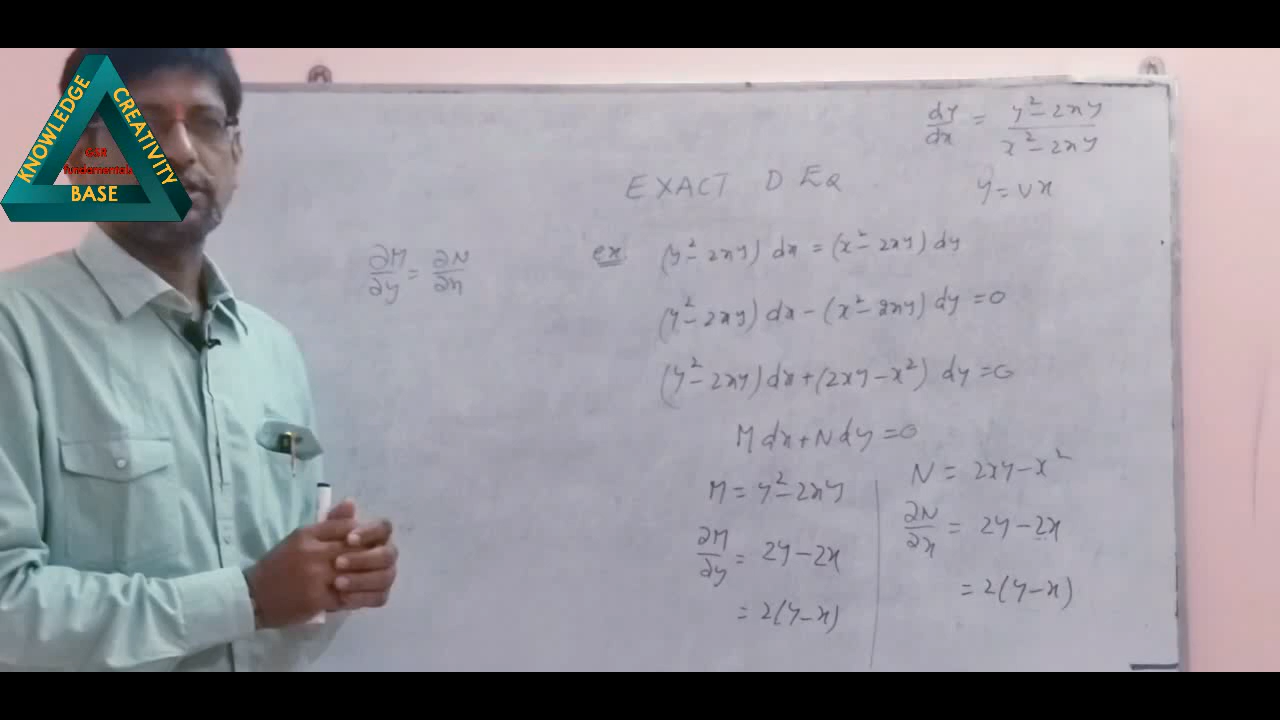 KNOWLEDGE
CREATIVITY
GSR
fundamentals
BASE
dy/dx = y² - 2xy / x² - 2xy
y = vx
EXACT D EQ
∂M/∂y = ∂N/∂x
ex (y² - 2xy) dx = (x² - 2xy) dy
(y² - 2xy) dx - (x² - 2xy) dy = 0
(y² - 2xy) dx + (2xy - x²) dy = 0
M dx + N dy = 0
M = y² - 2xy
∂M/∂y = 2y - 2x
= 2(y - x)
N = 2xy - x²
∂N/∂x = 2y - 2x
= 2(y - x)